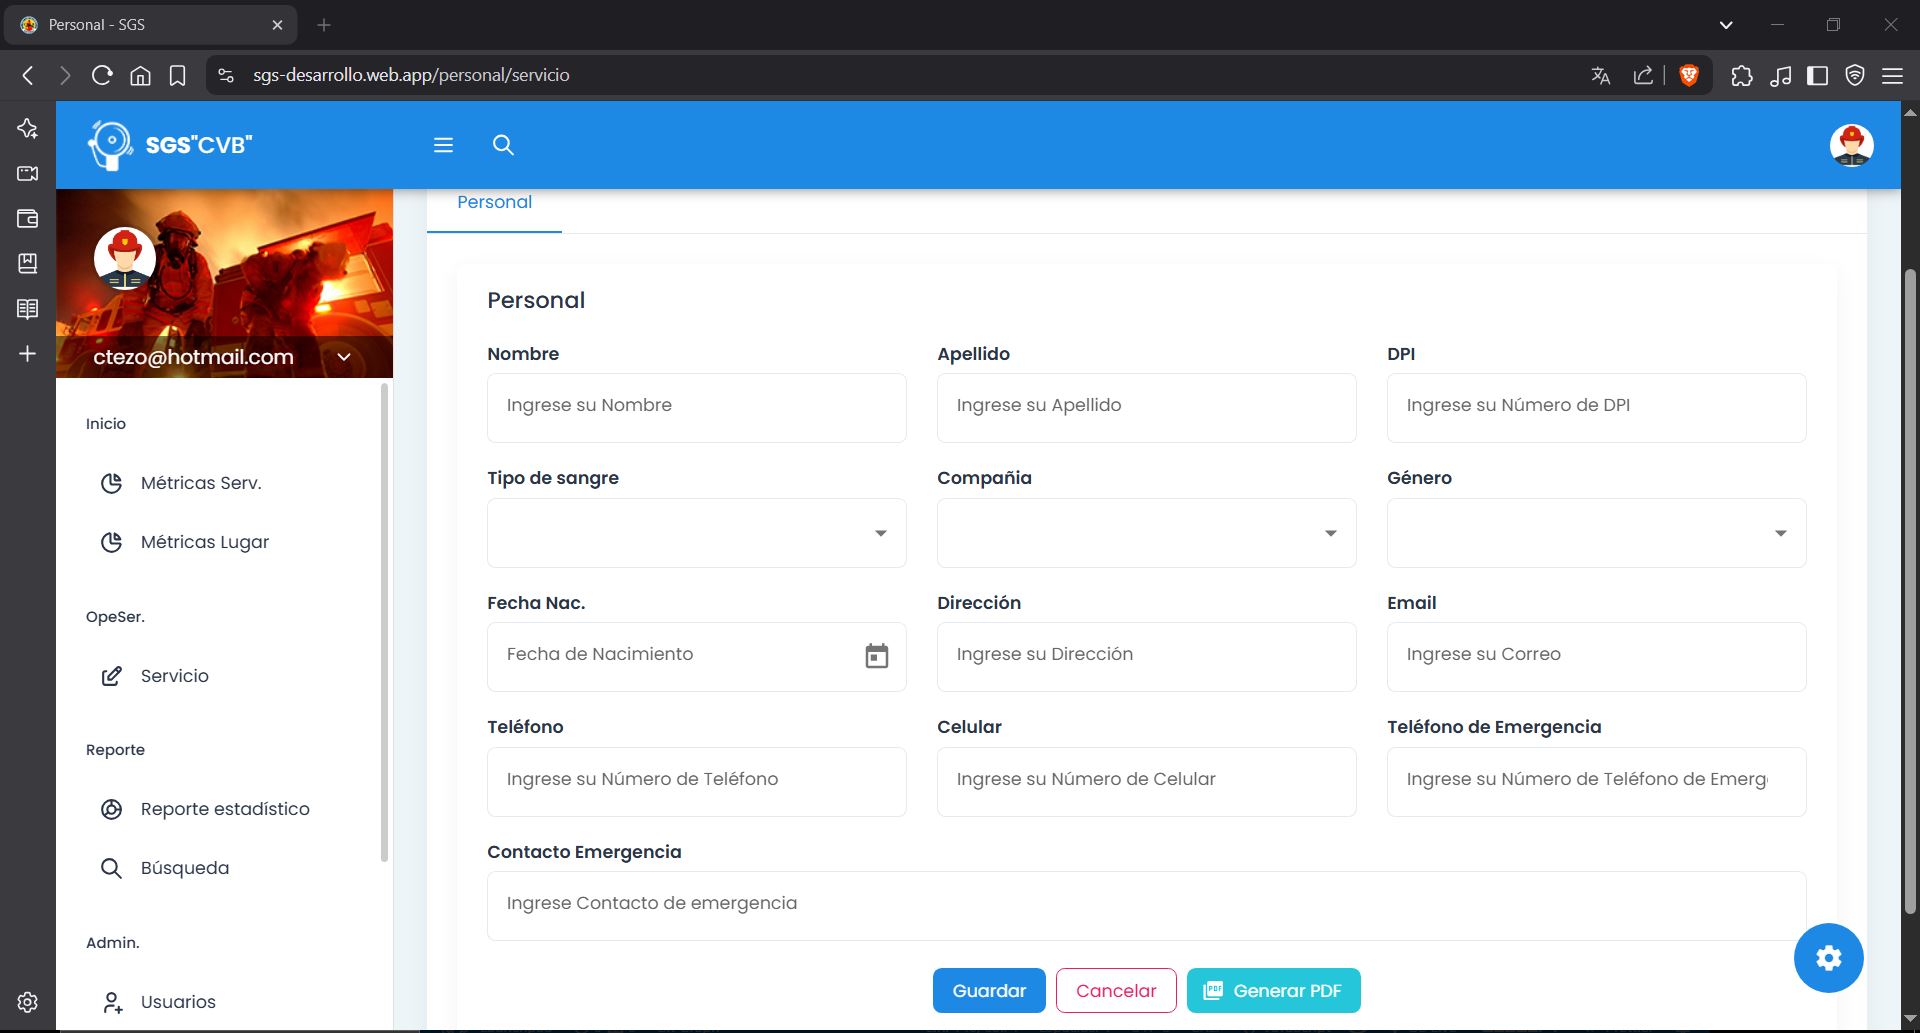 Personal - SGS
sgs-desarrollo.web.app/personal/servicio
SGS"CVB"
ctezo@hotmail.com
Inicio
Métricas Serv.
Métricas Lugar
OpeSer.
Servicio
Reporte
Reporte estadístico
Búsqueda
Admin.
Usuarios
Personal
Personal
Nombre
Ingrese su Nombre
Apellido
Ingrese su Apellido
DPI
Ingrese su Número de DPI
Tipo de sangre
Compañia
Género
Fecha Nac.
Fecha de Nacimiento
Dirección
Ingrese su Dirección
Email
Ingrese su Correo
Teléfono
Ingrese su Número de Teléfono
Celular
Ingrese su Número de Celular
Teléfono de Emergencia
Ingrese su Número de Teléfono de Emerg
Contacto Emergencia
Ingrese Contacto de emergencia
Guardar
Cancelar
PDF
Generar PDF